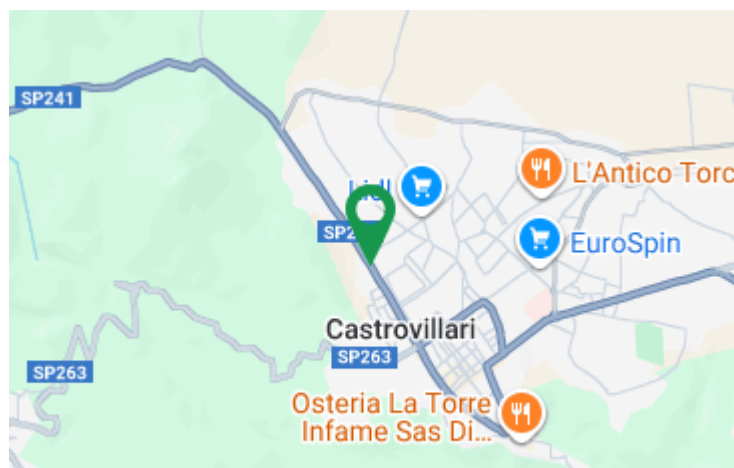 SP241
L'Antico Torc
EuroSpin
Castrovillari
SP263
SP263
Osteria La Torre
Infame Sas Di...